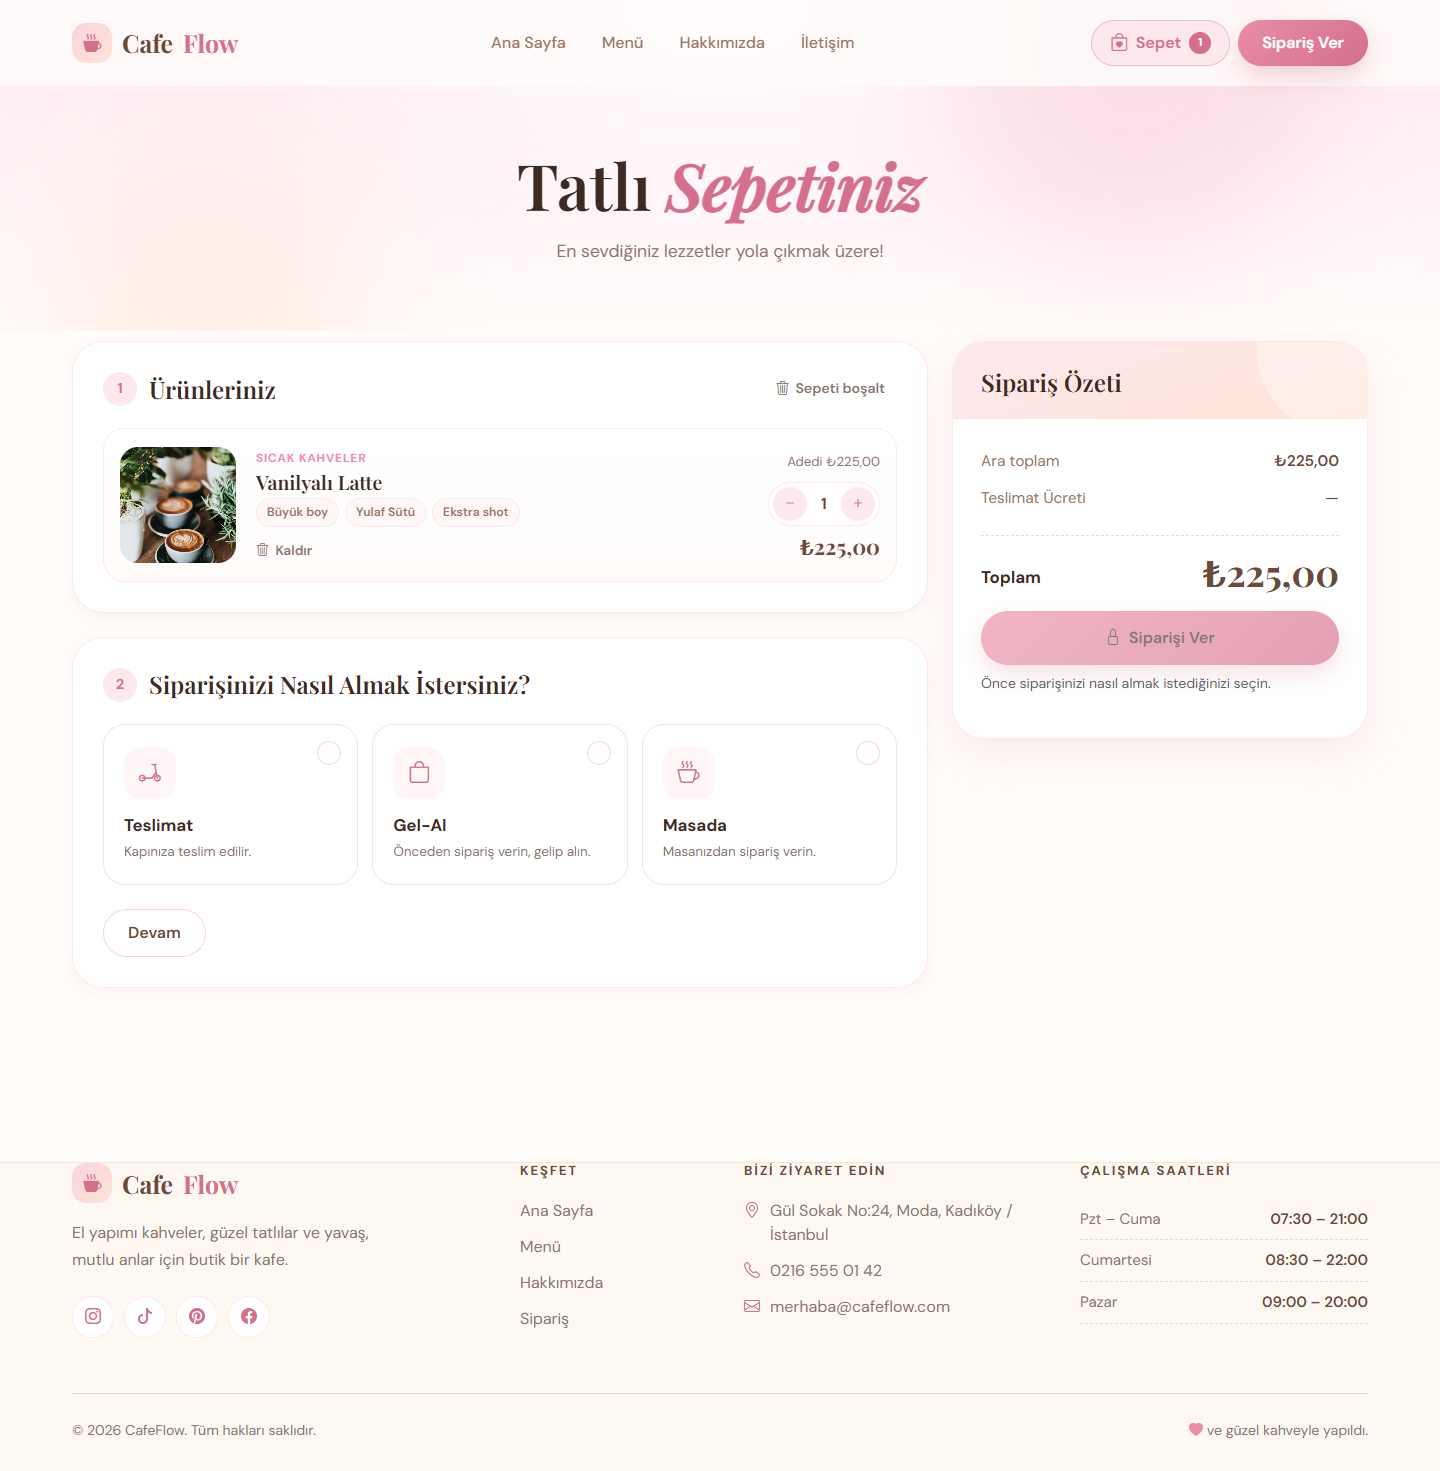 Cafe Flow
Ana Sayfa
Menü
Hakkımızda
İletişim
Sepet 1
Sipariş Ver
Tatlı Sepetiniz
En sevdiğiniz lezzetler yola çıkmak üzere!
1 Ürünleriniz
Sepeti boşalt
SICAK KAHVELER
Vanilyalı Latte
Büyük boy
Yulaf Sütü
Ekstra shot
Kaldır
Adedi ₺225,00
− 1 +
₺225,00
2 Siparişinizi Nasıl Almak İstersiniz?
Teslimat
Kapınıza teslim edilir.
Gel-Al
Önceden sipariş verin, gelip alın.
Masada
Masanızdan sipariş verin.
Devam
Sipariş Özeti
Ara toplam ₺225,00
Teslimat Ücreti —
Toplam ₺225,00
Siparişi Ver
Önce siparişinizi nasıl almak istediğinizi seçin.
Cafe Flow
El yapımı kahveler, güzel tatlılar ve yavaş,
mutlu anlar için butik bir kafe.
KEŞFET
Ana Sayfa
Menü
Hakkımızda
Sipariş
BİZİ ZİYARET EDİN
Gül Sokak No:24, Moda, Kadıköy /
İstanbul
0216 555 01 42
merhaba@cafeflow.com
ÇALIŞMA SAATLERİ
Pzt – Cuma 07:30 – 21:00
Cumartesi 08:30 – 22:00
Pazar 09:00 – 20:00
© 2026 CafeFlow. Tüm hakları saklıdır.
ve güzel kahveyle yapıldı.